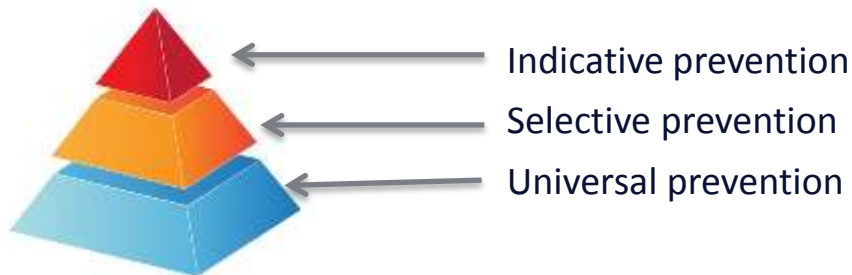 Indicative prevention
Selective prevention
Universal prevention